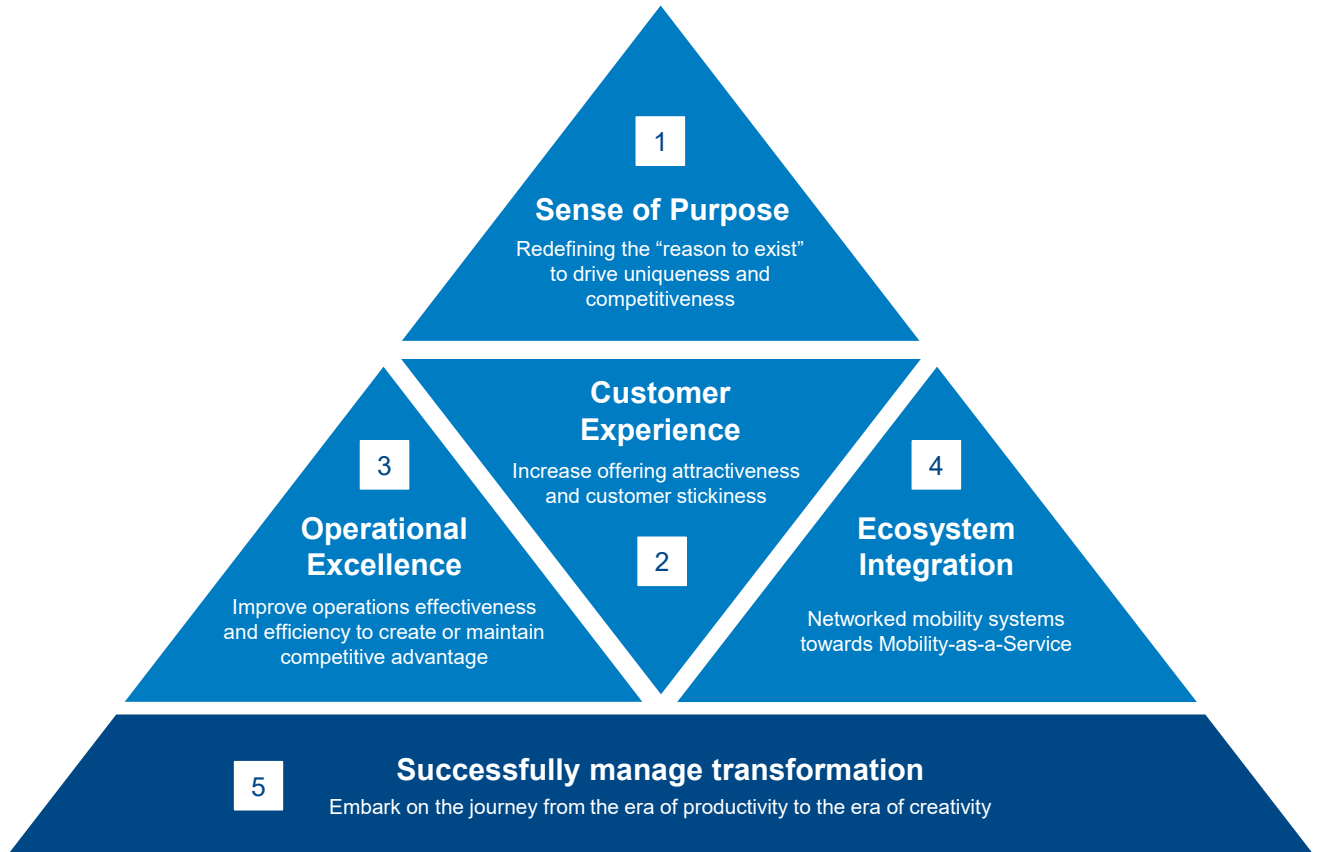 1
Sense of Purpose
Redefining the “reason to exist”
to drive uniqueness and
competitiveness
Customer
Experience
Increase offering attractiveness
and customer stickiness
2
3
Operational
Excellence
Improve operations effectiveness
and efficiency to create or maintain
competitive advantage
4
Ecosystem
Integration
Networked mobility systems
towards Mobility-as-a-Service
5
Successfully manage transformation
Embark on the journey from the era of productivity to the era of creativity